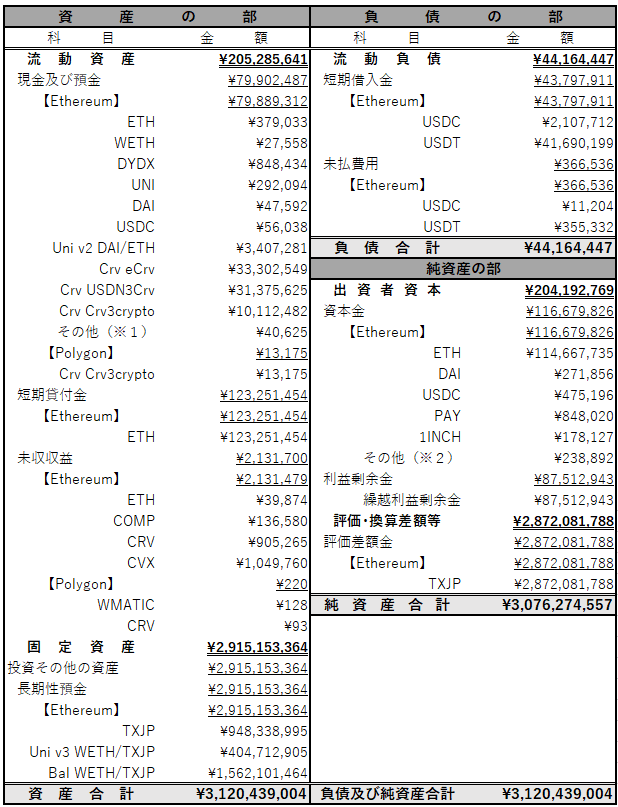 資産の部
科目 金額
流動資産 ¥205,285,641
現金及び預金 ¥79,902,487
【Ethereum】 ¥79,889,312
ETH ¥379,033
WETH ¥27,558
DYDX ¥848,434
UNI ¥292,094
DAI ¥47,592
USDC ¥56,038
Uni v2 DAI/ETH ¥3,407,281
Crv eCrv ¥33,302,549
Crv USDN3Crv ¥31,375,625
Crv Crv3crypto ¥10,112,482
その他（※１） ¥40,625
【Polygon】 ¥13,175
Crv Crv3crypto ¥13,175
短期貸付金 ¥123,251,454
【Ethereum】 ¥123,251,454
ETH ¥123,251,454
未収収益 ¥2,131,700
【Ethereum】 ¥2,131,479
ETH ¥39,874
COMP ¥136,580
CRV ¥905,265
CVX ¥1,049,760
【Polygon】 ¥220
WMATIC ¥128
CRV ¥93
固定資産 ¥2,915,153,364
投資その他の資産 ¥2,915,153,364
長期性預金 ¥2,915,153,364
【Ethereum】 ¥2,915,153,364
TXJP ¥948,338,995
Uni v3 WETH/TXJP ¥404,712,905
Bal WETH/TXJP ¥1,562,101,464
資産合計 ¥3,120,439,004
負債の部
科目 金額
流動負債 ¥44,164,447
短期借入金 ¥43,797,911
【Ethereum】 ¥43,797,911
USDC ¥2,107,712
USDT ¥41,690,199
未払費用 ¥366,536
【Ethereum】 ¥366,536
USDC ¥11,204
USDT ¥355,332
負債合計 ¥44,164,447
純資産の部
出資者資本 ¥204,192,769
資本金 ¥116,679,826
【Ethereum】 ¥116,679,826
ETH ¥114,667,735
DAI ¥271,856
USDC ¥475,196
PAY ¥848,020
1INCH ¥178,127
その他（※２） ¥238,892
利益剰余金 ¥87,512,943
繰越利益剰余金 ¥87,512,943
評価･換算差額等 ¥2,872,081,788
評価差額金 ¥2,872,081,788
【Ethereum】 ¥2,872,081,788
TXJP ¥2,872,081,788
純資産合計 ¥3,076,274,557
負債及び純資産合計 ¥3,120,439,004